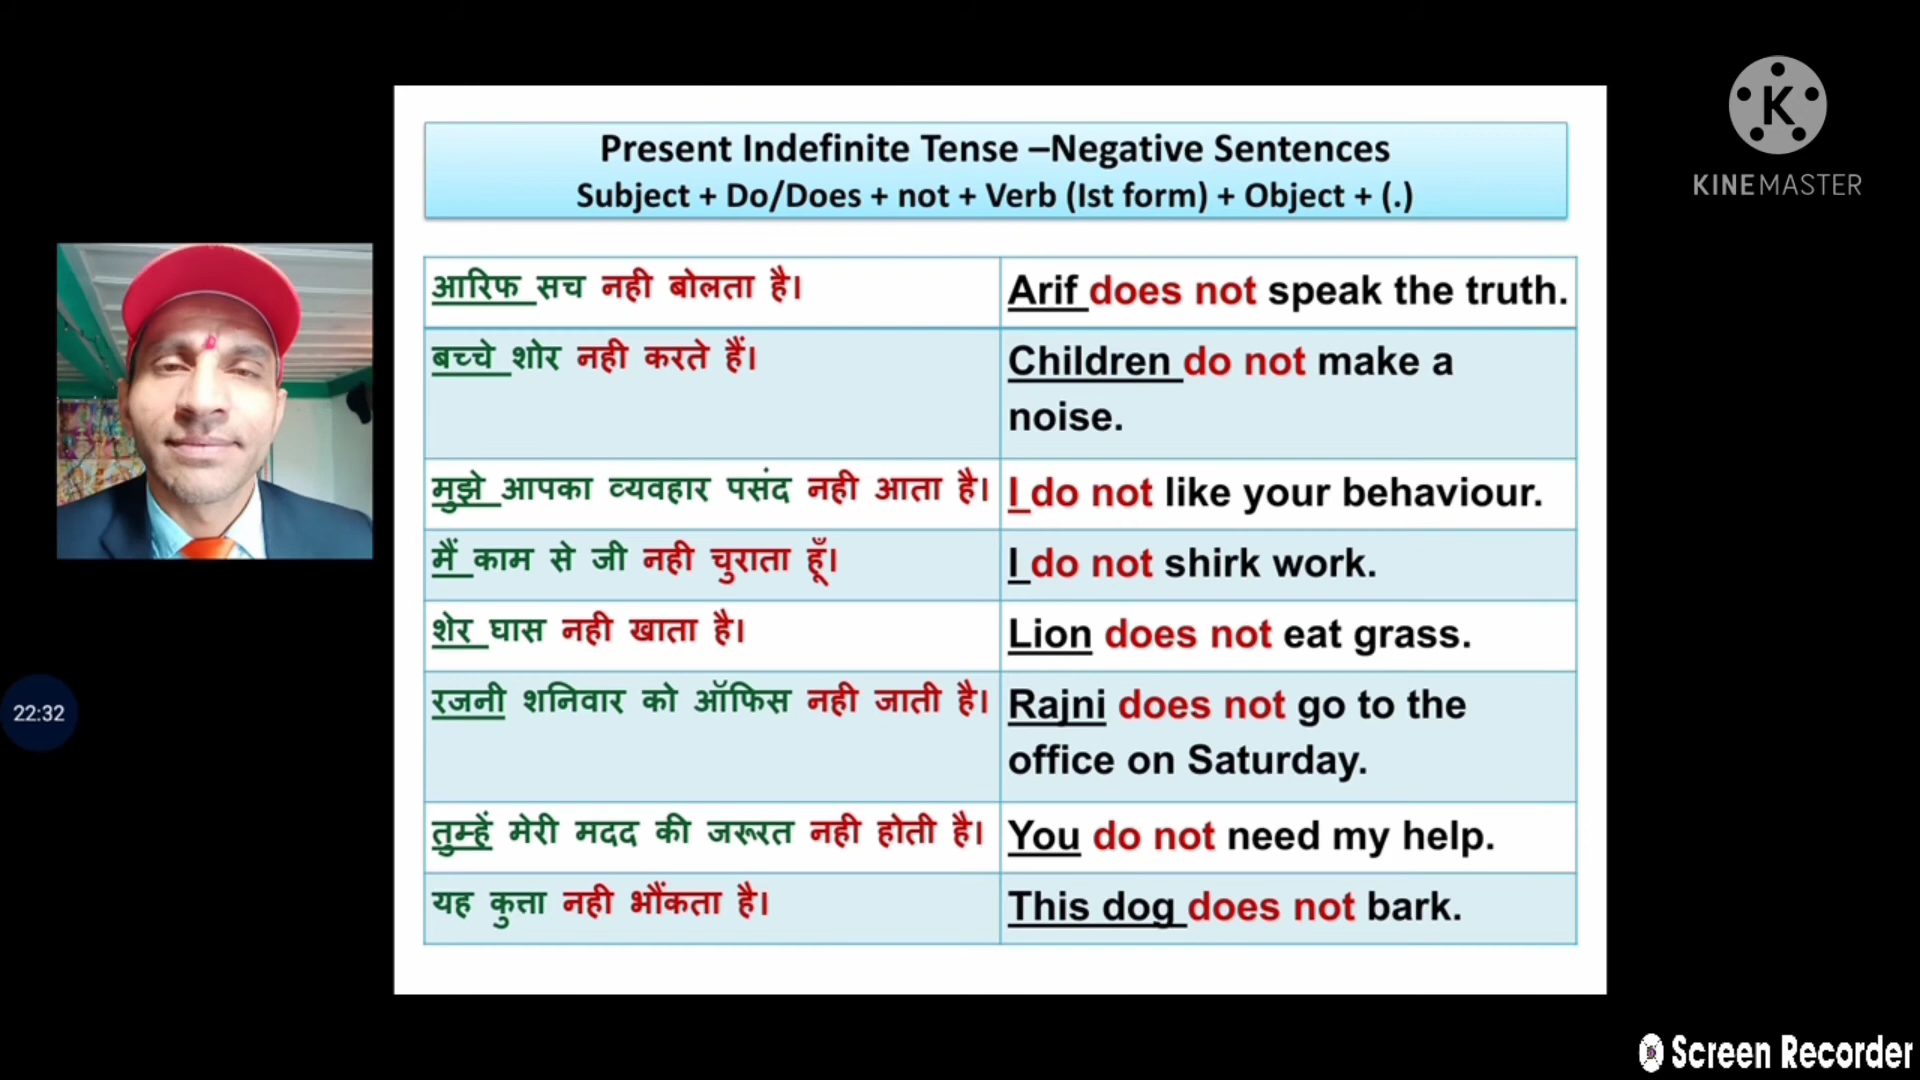 KINEMASTER
Present Indefinite Tense –Negative Sentences
Subject + Do/Does + not + Verb (Ist form) + Object + (.)
आरिफ सच नही बोलता है।
Arif does not speak the truth.
बच्चे शोर नही करते हैं।
Children do not make a
noise.
मुझे आपका व्यवहार पसंद नही आता है।
I do not like your behaviour.
मैं काम से जी नही चुराता हूँ।
I do not shirk work.
शेर घास नही खाता है।
Lion does not eat grass.
रजनी शनिवार को ऑफिस नही जाती है।
Rajni does not go to the
office on Saturday.
तुम्हें मेरी मदद की जरूरत नही होती है।
You do not need my help.
यह कुत्ता नही भौंकता है।
This dog does not bark.
22:32
Screen Recorder